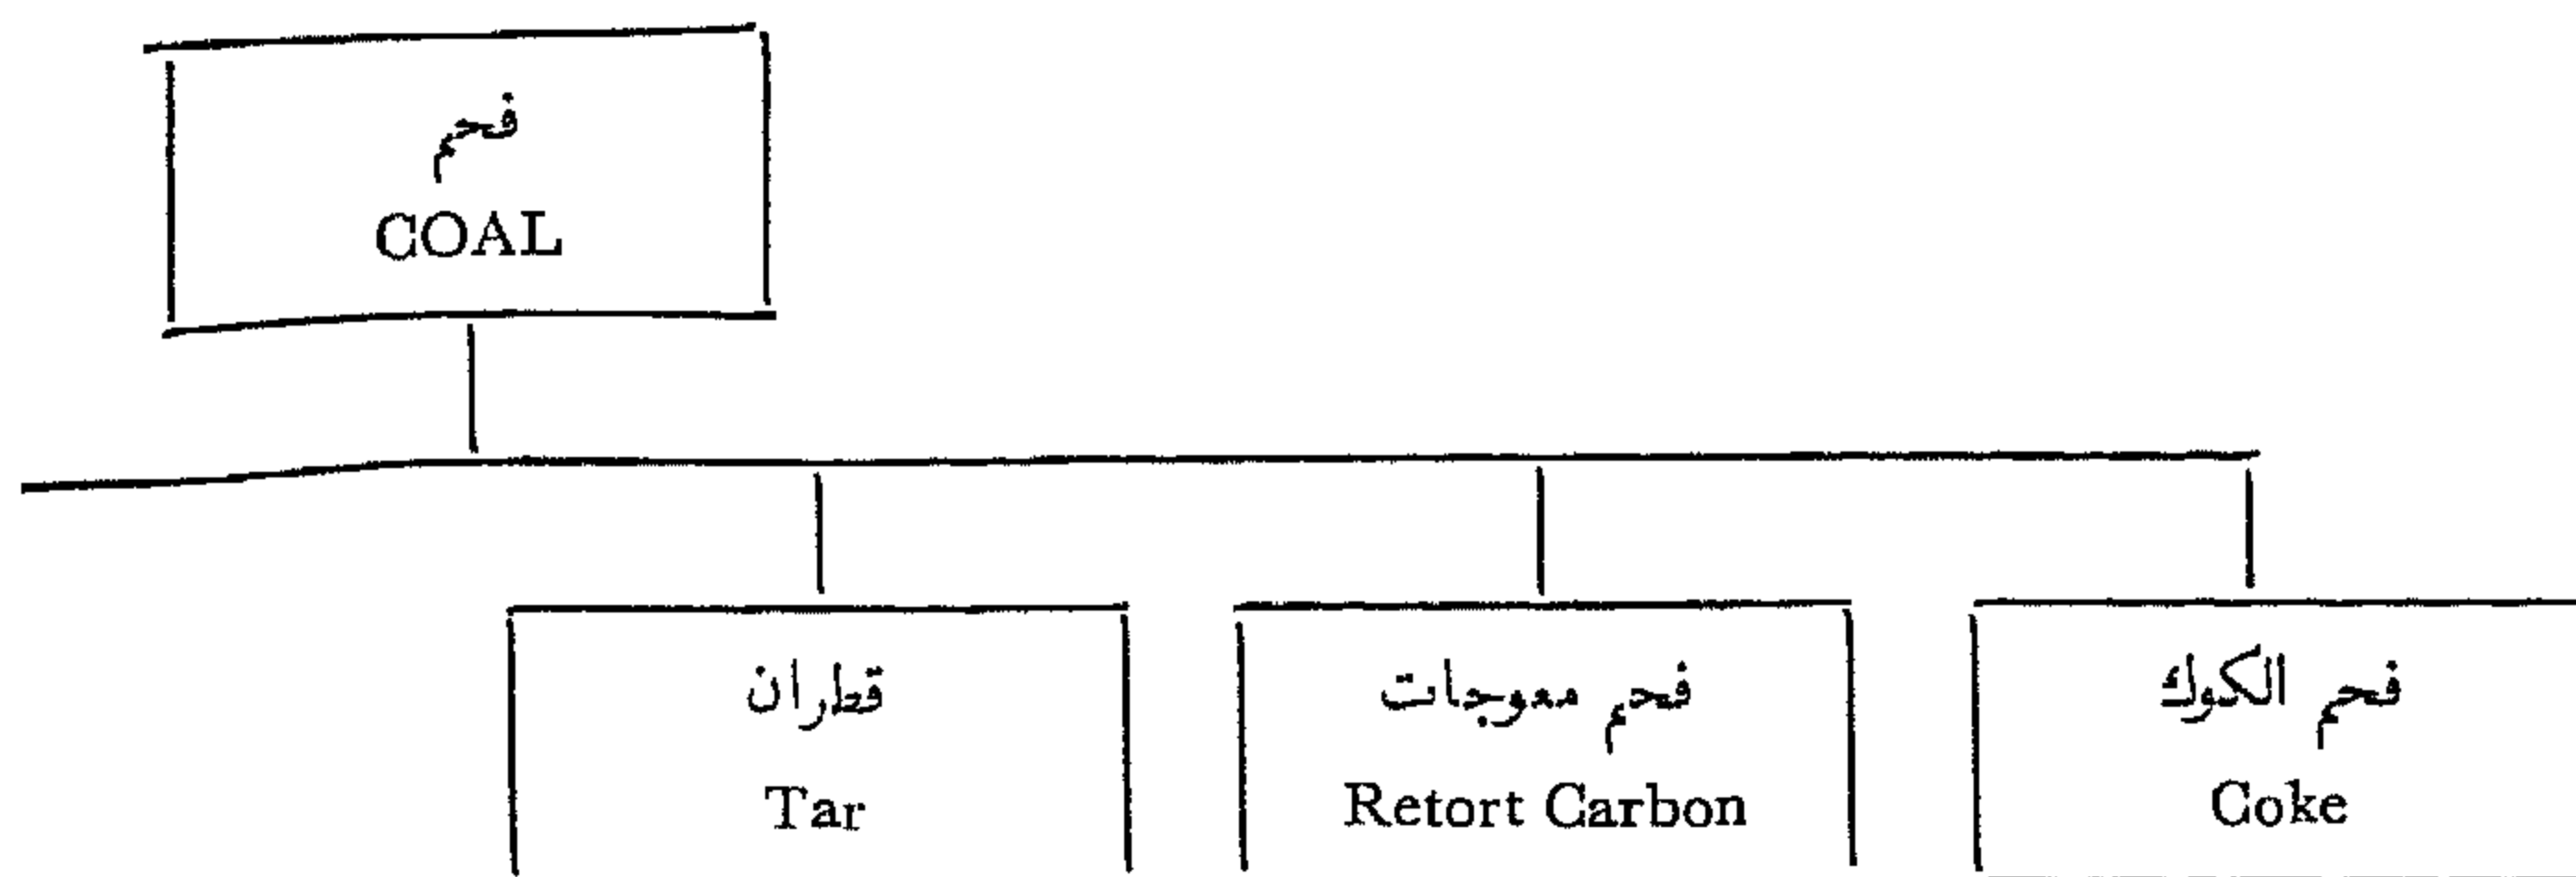 فحم
COAL
فحم الكوك
Coke
فحم معوجات
Retort Carbon
قطران
Tar